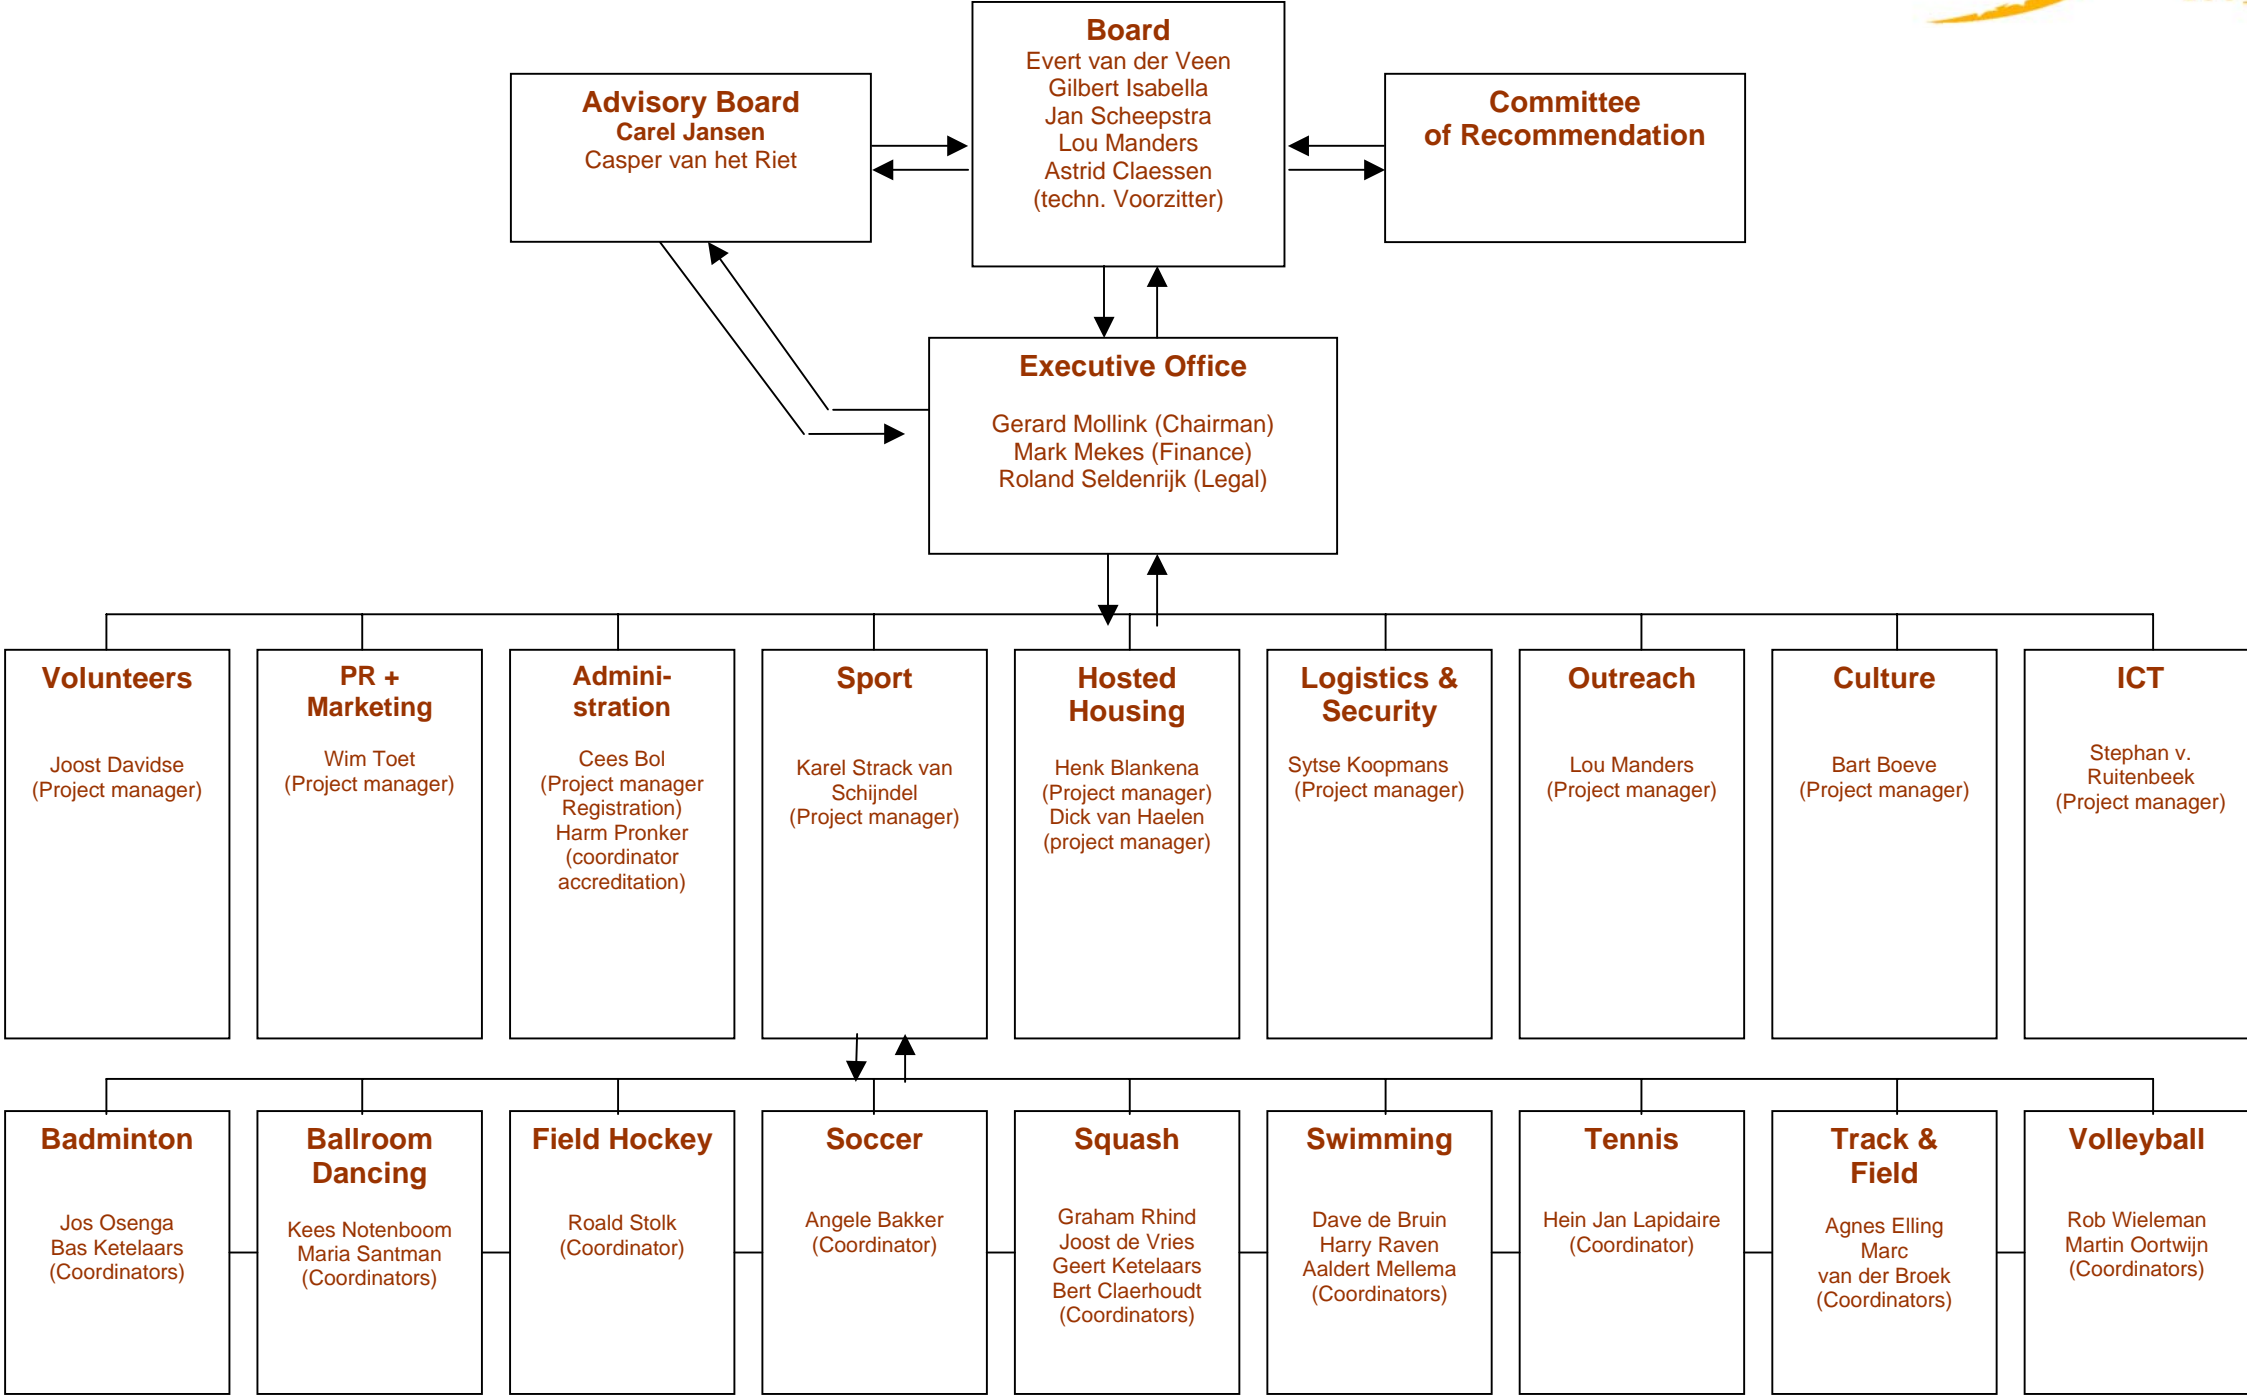 Board
Evert van der Veen
Gilbert Isabella
Jan Scheepstra
Lou Manders
Astrid Claessen
(techn. Voorzitter)
Advisory Board
Carel Jansen
Casper van het Riet
Committee
of Recommendation
Executive Office
Gerard Mollink (Chairman)
Mark Mekes (Finance)
Roland Seldenrijk (Legal)
Volunteers
Joost Davidse
(Project manager)
PR +
Marketing
Wim Toet
(Project manager)
Admini-
stration
Cees Bol
(Project manager
Registration)
Harm Pronker
(coordinator
accreditation)
Sport
Karel Strack van
Schijndel
(Project manager)
Hosted
Housing
Henk Blankena
(Project manager)
Dick van Haelen
(project manager)
Logistics &
Security
Sytse Koopmans
(Project manager)
Outreach
Lou Manders
(Project manager)
Culture
Bart Boeve
(Project manager)
ICT
Stephan v.
Ruitenbeek
(Project manager)
Badminton
Jos Osenga
Bas Ketelaars
(Coordinators)
Ballroom
Dancing
Kees Notenboom
Maria Santman
(Coordinators)
Field Hockey
Roald Stolk
(Coordinator)
Soccer
Angele Bakker
(Coordinator)
Squash
Graham Rhind
Joost de Vries
Geert Ketelaars
Bert Claerhoudt
(Coordinators)
Swimming
Dave de Bruin
Harry Raven
Aaldert Mellema
(Coordinators)
Tennis
Hein Jan Lapidaire
(Coordinator)
Track &
Field
Agnes Elling
Marc
van der Broek
(Coordinators)
Volleyball
Rob Wieleman
Martin Oortwijn
(Coordinators)